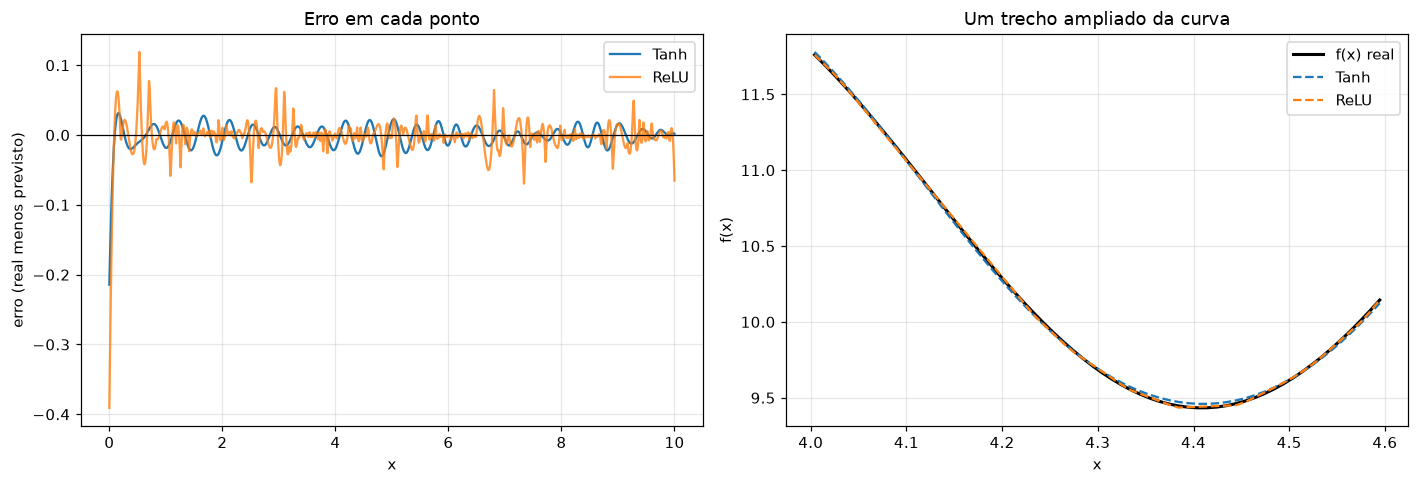 Erro em cada ponto
erro (real menos previsto)
0.1
0.0
−0.1
−0.2
−0.3
−0.4
0
2
4
6
8
10
x
Tanh
ReLU
Um trecho ampliado da curva
f(x)
11.5
11.0
10.5
10.0
9.5
4.0
4.1
4.2
4.3
4.4
4.5
4.6
x
f(x) real
Tanh
ReLU